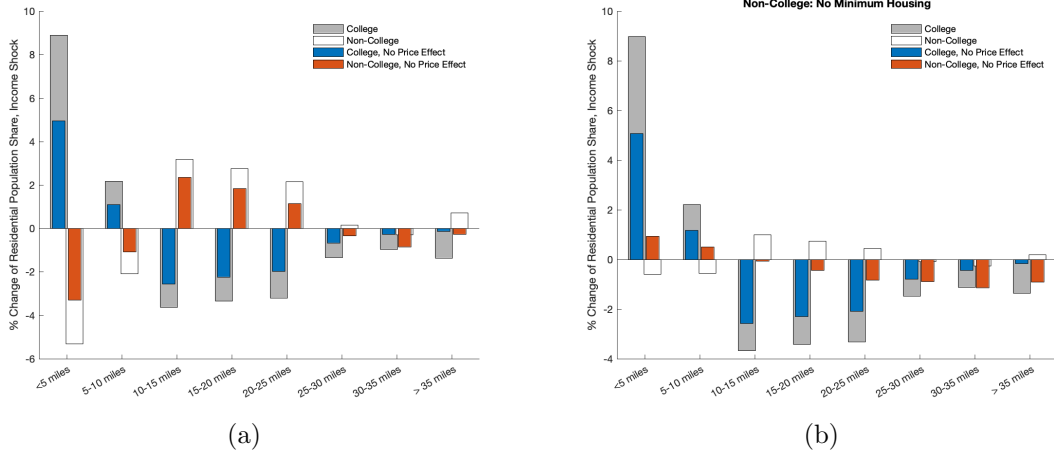 % Change of Residential Population Share, Income Shock
10
8
6
4
2
0
-2
-4
-6
College
Non-College
College, No Price Effect
Non-College, No Price Effect
<5 miles
5-10 miles
10-15 miles
15-20 miles
20-25 miles
25-30 miles
30-35 miles
> 35 miles
(a)
Non-College: No Minimum Housing
% Change of Residential Population Share, Income Shock
10
8
6
4
2
0
-2
-4
College
Non-College
College, No Price Effect
Non-College, No Price Effect
<5 miles
5-10 miles
10-15 miles
15-20 miles
20-25 miles
25-30 miles
30-35 miles
> 35 miles
(b)